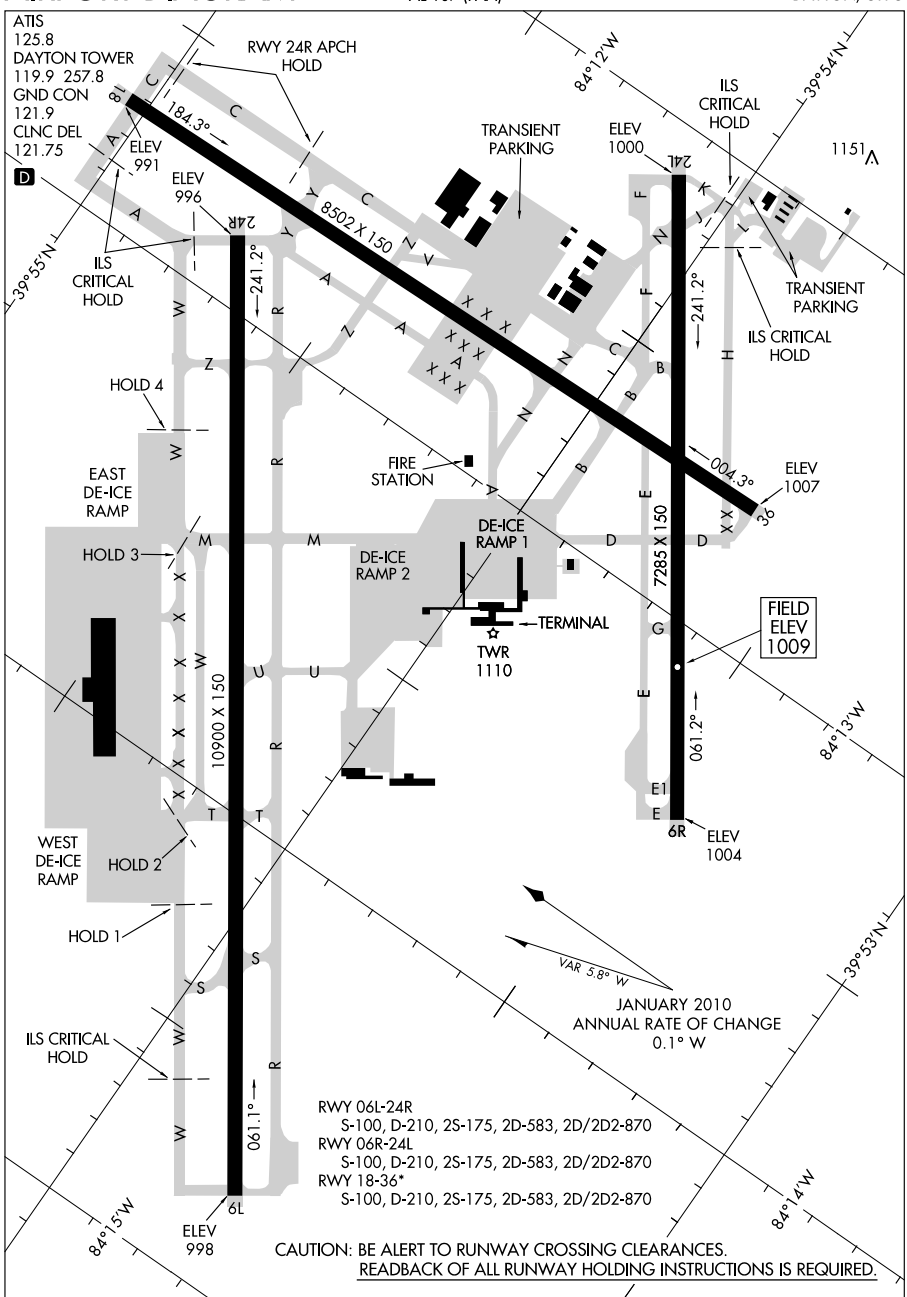 ATIS
125.8
DAYTON TOWER
119.9 257.8
GND CON
121.9
CLNC DEL
121.75
D
RWY 24R APCH
HOLD
84°12'W
39°54'N
ILS
CRITICAL
HOLD
1151
TRANSIENT
PARKING
ELEV
1000
24L
18
184.3°
ELEV
991
ELEV
996
24R
8502 X 150
39°55'N
ILS
CRITICAL
HOLD
241.2°
241.2°
TRANSIENT
PARKING
ILS CRITICAL
HOLD
C
C
C
A
A
A
Y
Y
A
A
A
V
Z
Z
Z
W
R
F
F
K
J
L
N
N
N
C
B
B
B
H
X X X
X X X
X X X
HOLD 4
W
R
A
FIRE
STATION
004.3°
ELEV
1007
36
X X
EAST
DE-ICE
RAMP
HOLD 3
M
M
DE-ICE
RAMP 1
DE-ICE
RAMP 2
D
D
E
7285 X 150
TERMINAL
TWR
1110
G
FIELD
ELEV
1009
X X X X X X
W
U
U
10900 X 150
R
E
061.2°
84°13'W
T
T
E1
E
6R
ELEV
1004
WEST
DE-ICE
RAMP
HOLD 2
HOLD 1
S
S
W
W
R
39°53'N
VAR 5.8° W
JANUARY 2010
ANNUAL RATE OF CHANGE
0.1° W
ILS CRITICAL
HOLD
061.1°
W
RWY 06L-24R
S-100, D-210, 2S-175, 2D-583, 2D/2D2-870
RWY 06R-24L
S-100, D-210, 2S-175, 2D-583, 2D/2D2-870
RWY 18-36*
S-100, D-210, 2S-175, 2D-583, 2D/2D2-870
84°15'W
ELEV
998
6L
84°14'W
CAUTION: BE ALERT TO RUNWAY CROSSING CLEARANCES.
READBACK OF ALL RUNWAY HOLDING INSTRUCTIONS IS REQUIRED.